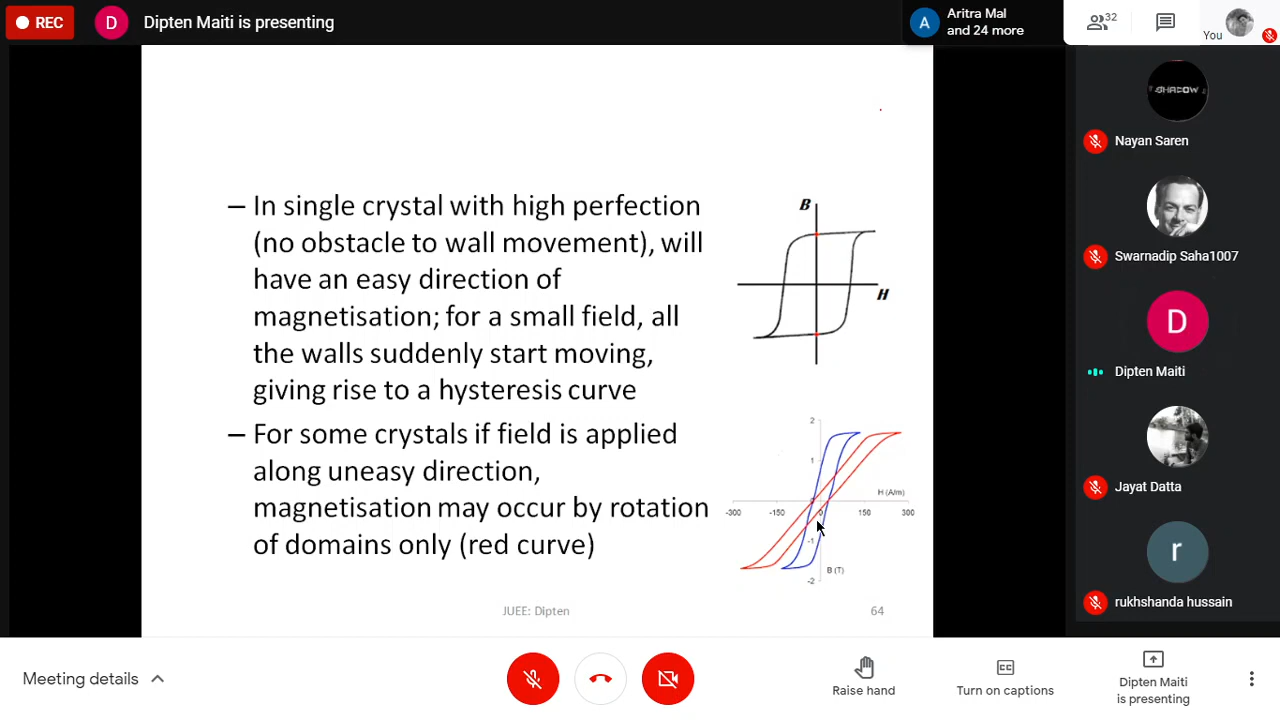 REC
D
Dipten Maiti is presenting
A
Aritra Mal
and 24 more
32
You
– In single crystal with high perfection
(no obstacle to wall movement), will
have an easy direction of
magnetisation; for a small field, all
the walls suddenly start moving,
giving rise to a hysteresis curve
– For some crystals if field is applied
along uneasy direction,
magnetisation may occur by rotation
of domains only (red curve)
B
H
2
1
H (A/m)
-300 -150 0 150 300
-1
B (T)
-2
JUEE: Dipten
64
SHADOW
Nayan Saren
Swarnadip Saha1007
D
Dipten Maiti
Jayat Datta
r
rukhshanda hussain
Meeting details
Raise hand
CC
Turn on captions
Dipten Maiti
is presenting